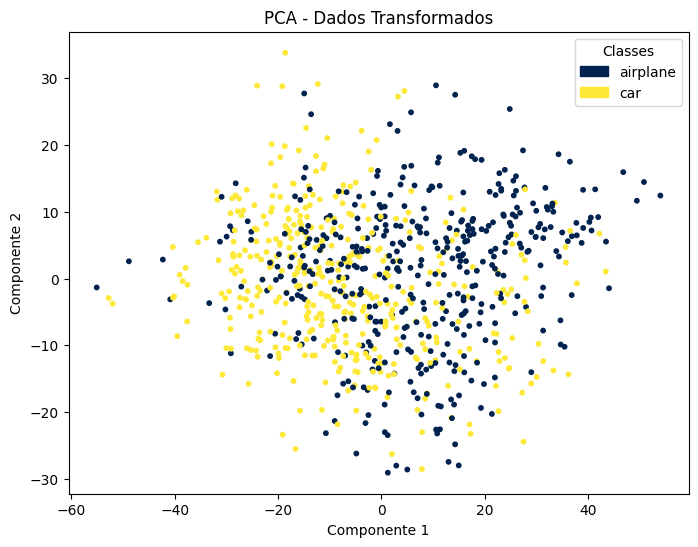 PCA - Dados Transformados
Classes
airplane
car
30
20
10
0
−10
−20
−30
Componente 2
−60
−40
−20
0
20
40
Componente 1